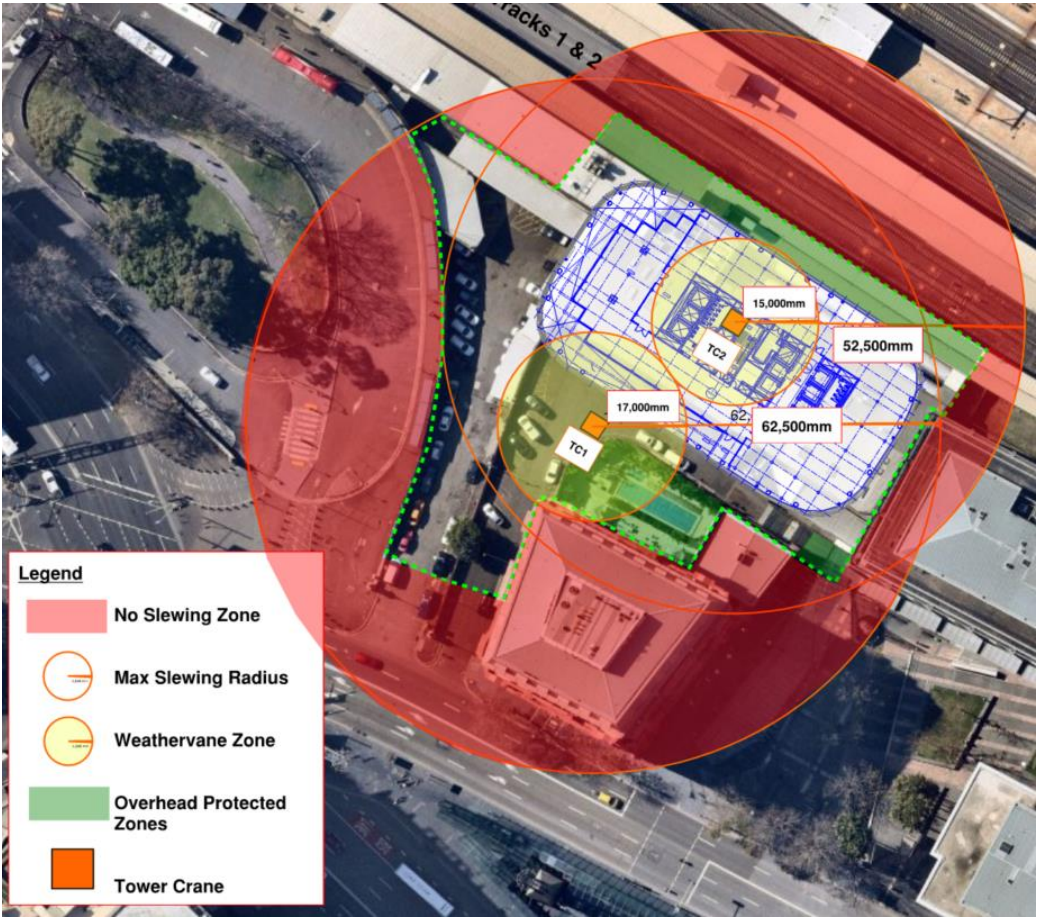 Tracks 1 & 2
15,000mm
TC2
52,500mm
17,000mm
62,500mm
TC1
Legend
No Slewing Zone
Max Slewing Radius
Weathervane Zone
Overhead Protected
Zones
Tower Crane